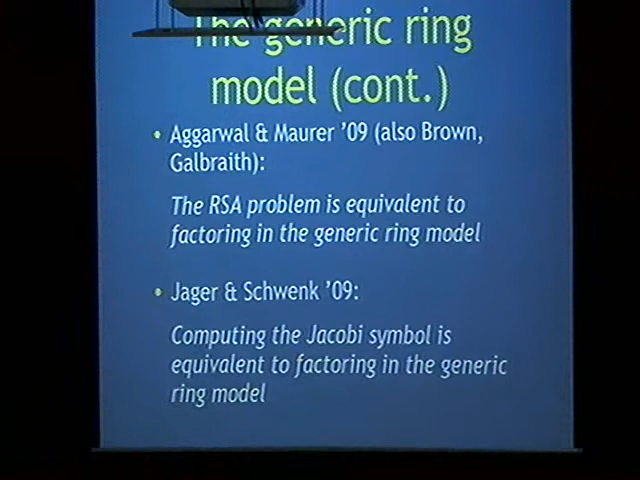 The generic ring
model (cont.)
• Aggarwal & Maurer ’09 (also Brown,
Galbraith):
The RSA problem is equivalent to
factoring in the generic ring model
• Jager & Schwenk ’09:
Computing the Jacobi symbol is
equivalent to factoring in the generic
ring model